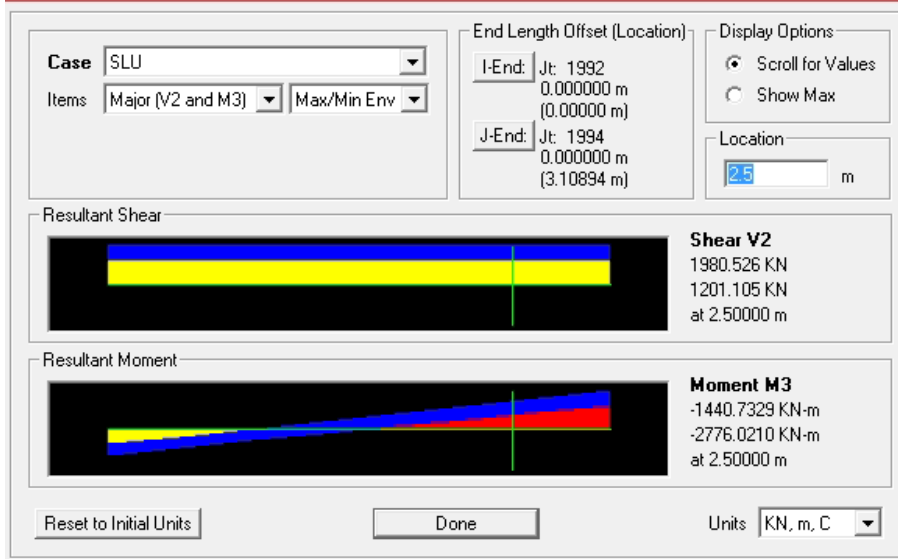 Case SLU
Items Major (V2 and M3) Max/Min Env
End Length Offset (Location)
I-End: Jt: 1992
0.000000 m
(0.00000 m)
J-End: Jt: 1994
0.000000 m
(3.10894 m)
Display Options
Scroll for Values
Show Max
Location
2.5 m
Resultant Shear
Shear V2
1980.526 KN
1201.105 KN
at 2.50000 m
Resultant Moment
Moment M3
-1440.7329 KN-m
-2776.0210 KN-m
at 2.50000 m
Reset to Initial Units Done Units KN, m, C